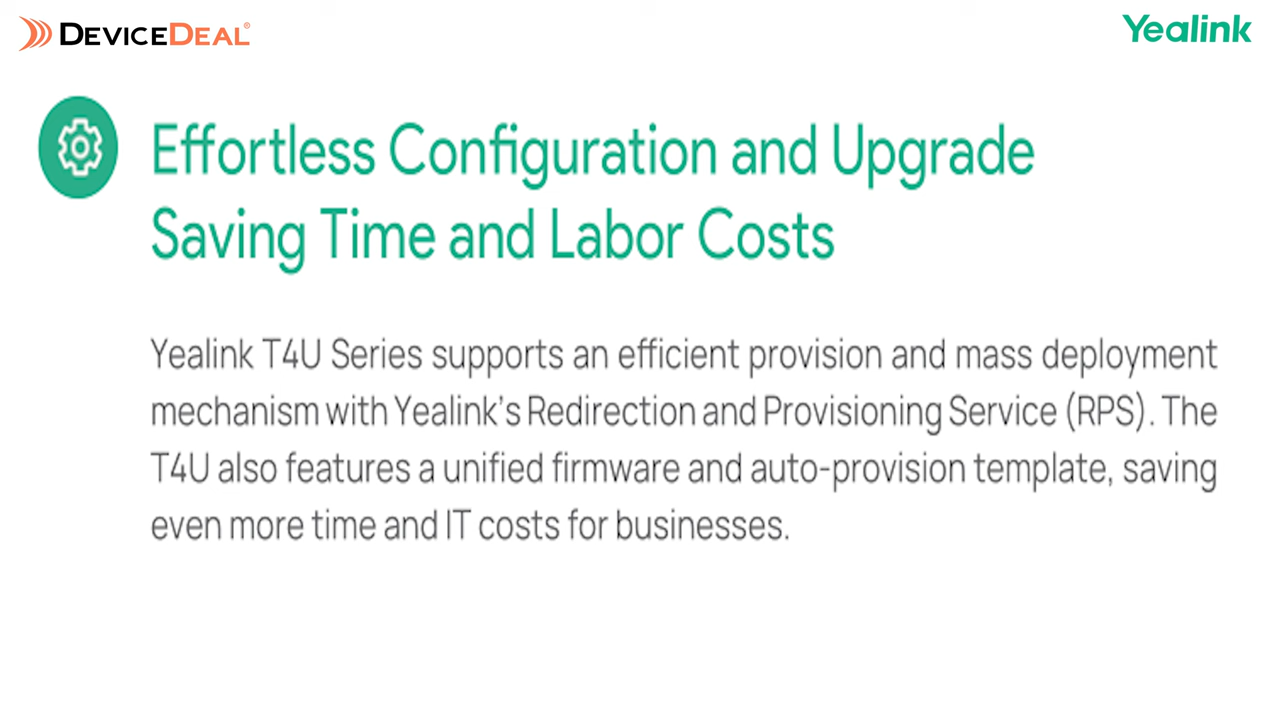 DEVICEDEAL®
Yealink
Effortless Configuration and Upgrade
Saving Time and Labor Costs
Yealink T4U Series supports an efficient provision and mass deployment
mechanism with Yealink's Redirection and Provisioning Service (RPS). The
T4U also features a unified firmware and auto-provision template, saving
even more time and IT costs for businesses.